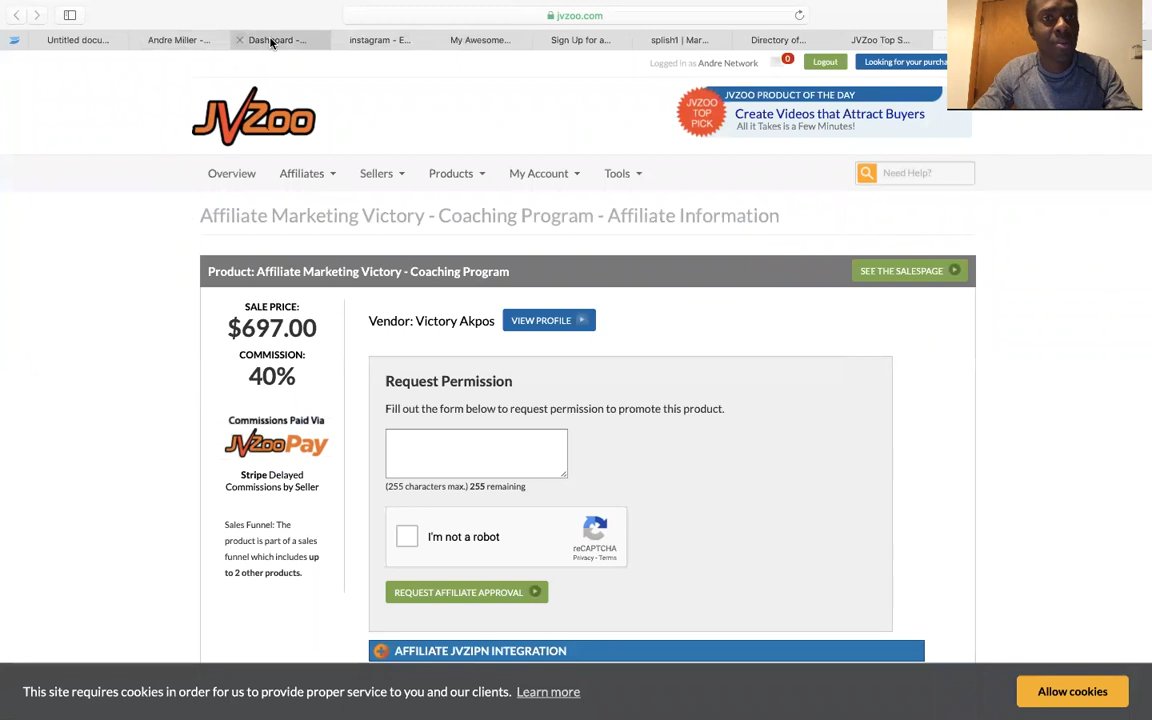 jvzoo.com
Untitled docu...
Andre Miller -...
Dashboard -...
instagram - E...
My Awesome...
Sign Up for a...
splish1 | Mar...
Directory of...
JVZoo Top S...
Logged in as Andre Network
0
Logout
Looking for your purcha
JVZOO
JVZOO TOP PICK
JVZOO PRODUCT OF THE DAY
Create Videos that Attract Buyers
All it Takes is a Few Minutes!
Overview
Affiliates
Sellers
Products
My Account
Tools
Need Help?
Affiliate Marketing Victory - Coaching Program - Affiliate Information
Product: Affiliate Marketing Victory - Coaching Program
SEE THE SALESPAGE
SALE PRICE:
$697.00
COMMISSION:
40%
Commissions Paid Via
JVZooPay
Stripe Delayed
Commissions by Seller
Sales Funnel: The
product is part of a sales
funnel which includes up
to 2 other products.
Vendor: Victory Akpos
VIEW PROFILE
Request Permission
Fill out the form below to request permission to promote this product.
(255 characters max.) 255 remaining
I'm not a robot
reCAPTCHA
Privacy - Terms
REQUEST AFFILIATE APPROVAL
AFFILIATE JVZIPN INTEGRATION
This site requires cookies in order for us to provide proper service to you and our clients. Learn more
Allow cookies